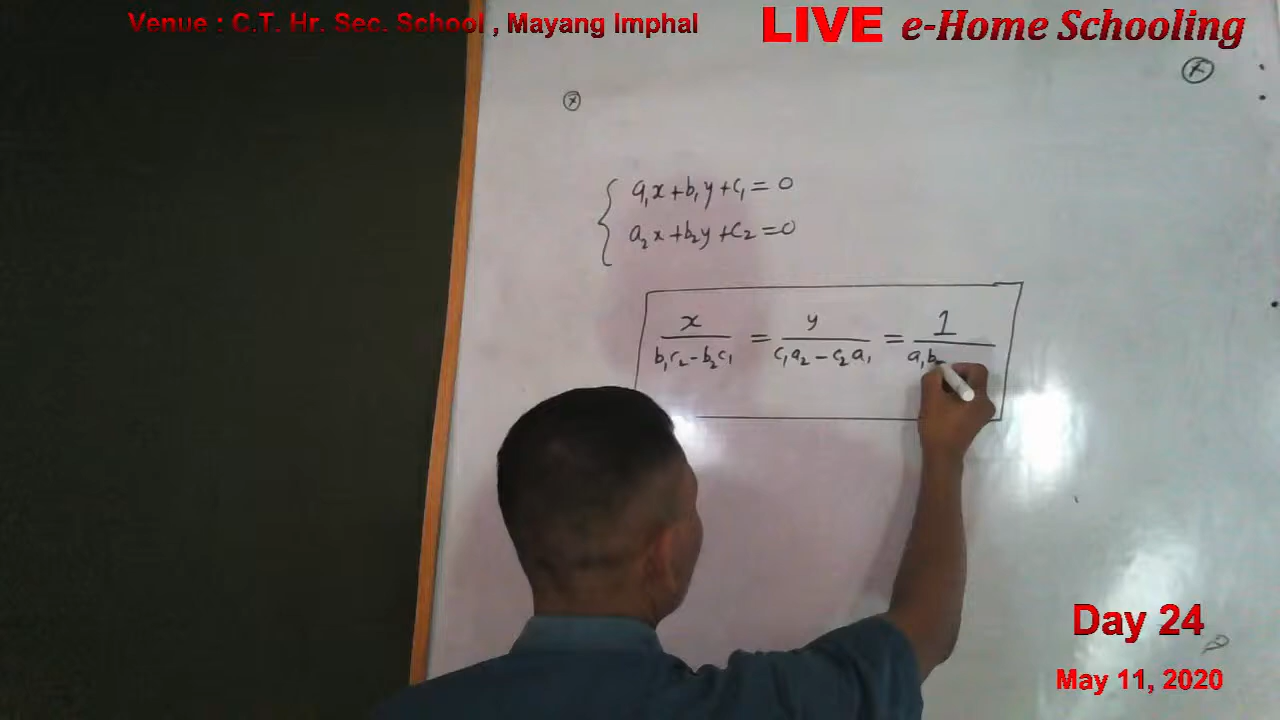 Venue : C.T. Hr. Sec. School , Mayang Imphal
LIVE e-Home Schooling
a₁x + b₁y + c₁ = 0
a₂x + b₂y + c₂ = 0
x/(b₁c₂ - b₂c₁) = y/(c₁a₂ - c₂a₁) = 1/(a₁b₂
Day 24
May 11, 2020